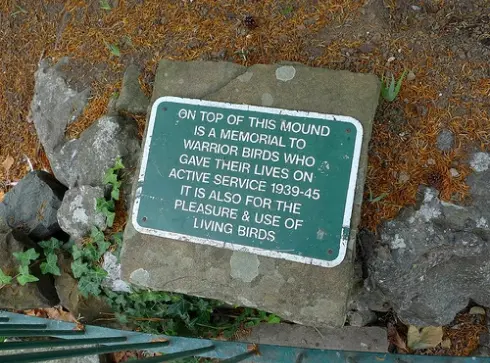 ON TOP OF THIS MOUND
IS A MEMORIAL TO
WARRIOR BIRDS WHO
GAVE THEIR LIVES ON
ACTIVE SERVICE 1939-45
IT IS ALSO FOR THE
PLEASURE & USE OF
LIVING BIRDS